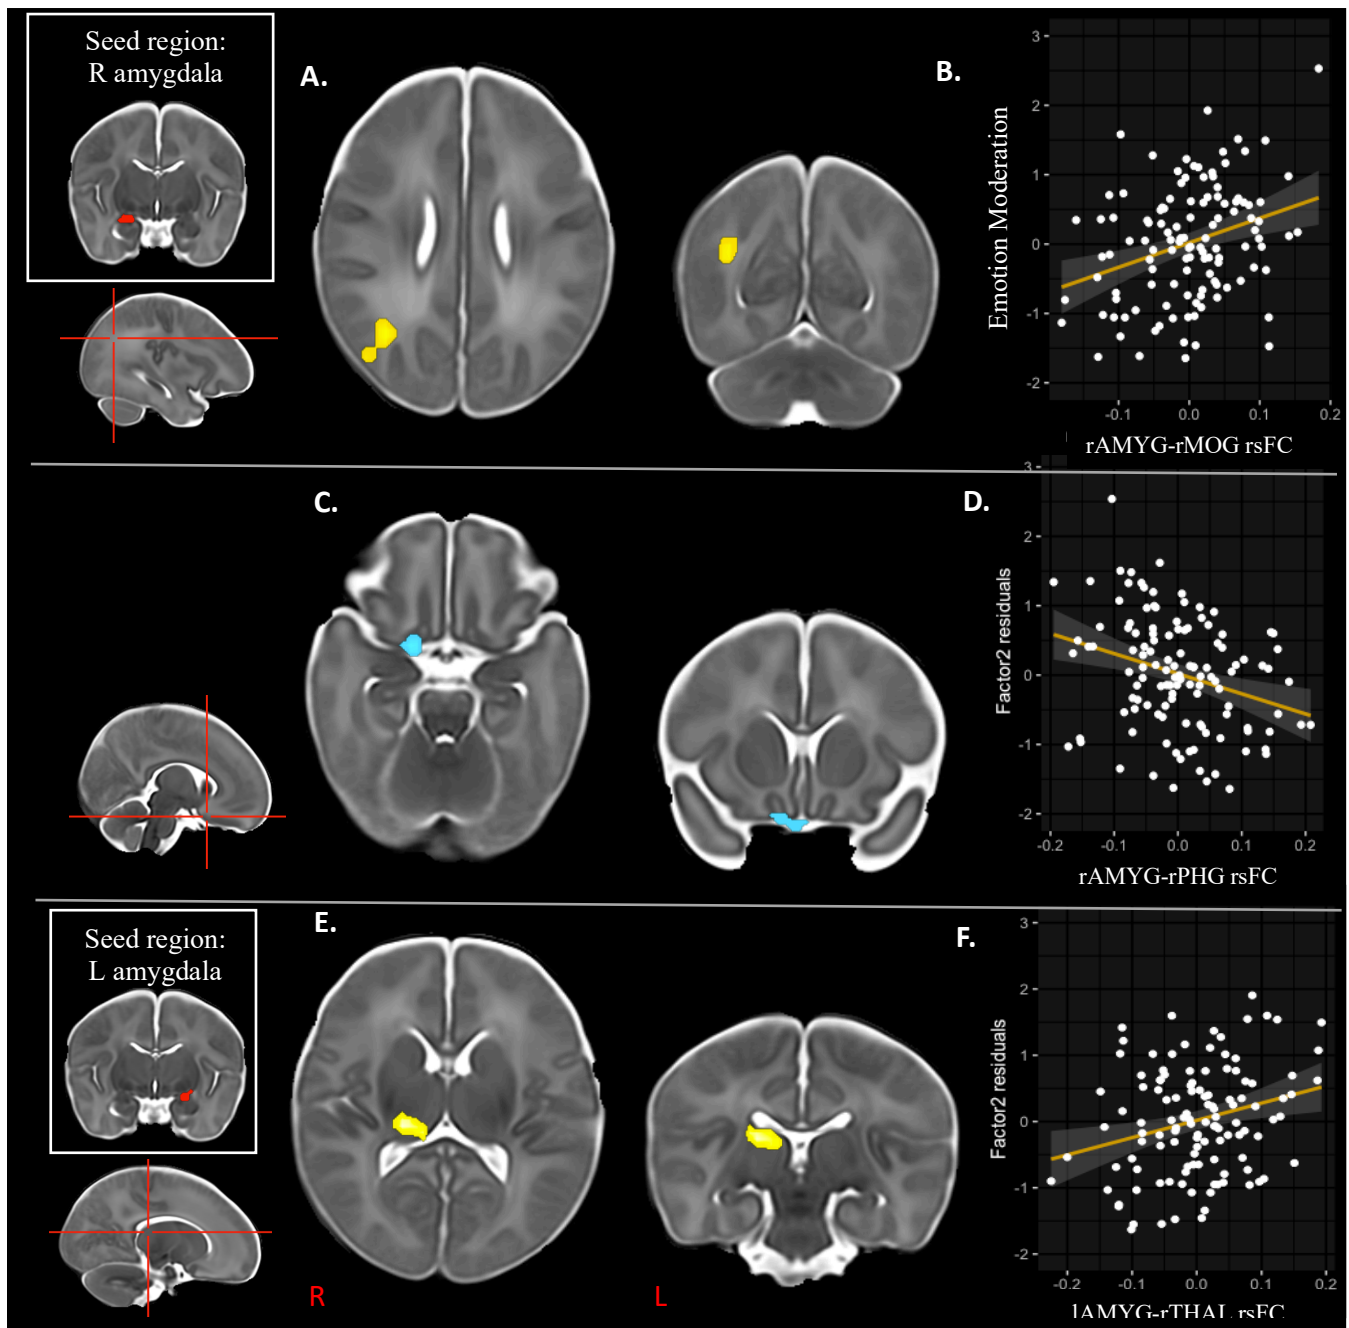 Seed region:
R amygdala
A.
B.
Emotion Moderation
3
2
1
0
-1
-2
-0.1
0.0
0.1
0.2
rAMYG-rMOG rsFC
C.
D.
Factor2 residuals
3
2
1
0
-1
-2
-0.2
-0.1
0.0
0.1
0.2
rAMYG-rPHG rsFC
Seed region:
L amygdala
E.
F.
Factor2 residuals
3
2
1
0
-1
-2
-0.2
-0.1
0.0
0.1
0.2
lAMYG-rTHAL rsFC
R
L